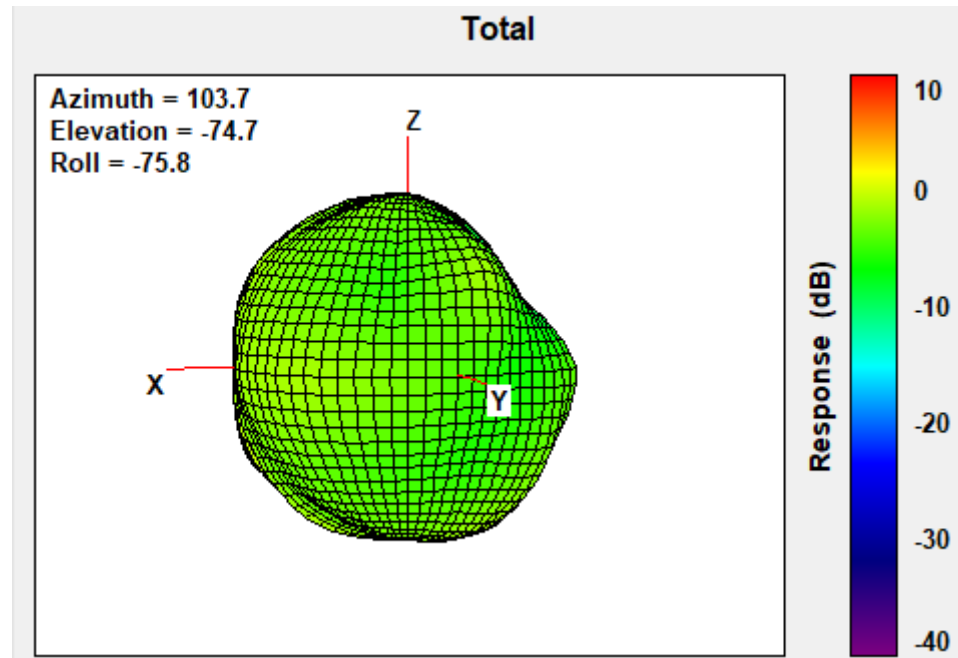 Total
Azimuth = 103.7
Elevation = -74.7
Roll = -75.8
Z
X
Y
10
0
-10
-20
-30
-40
Response (dB)